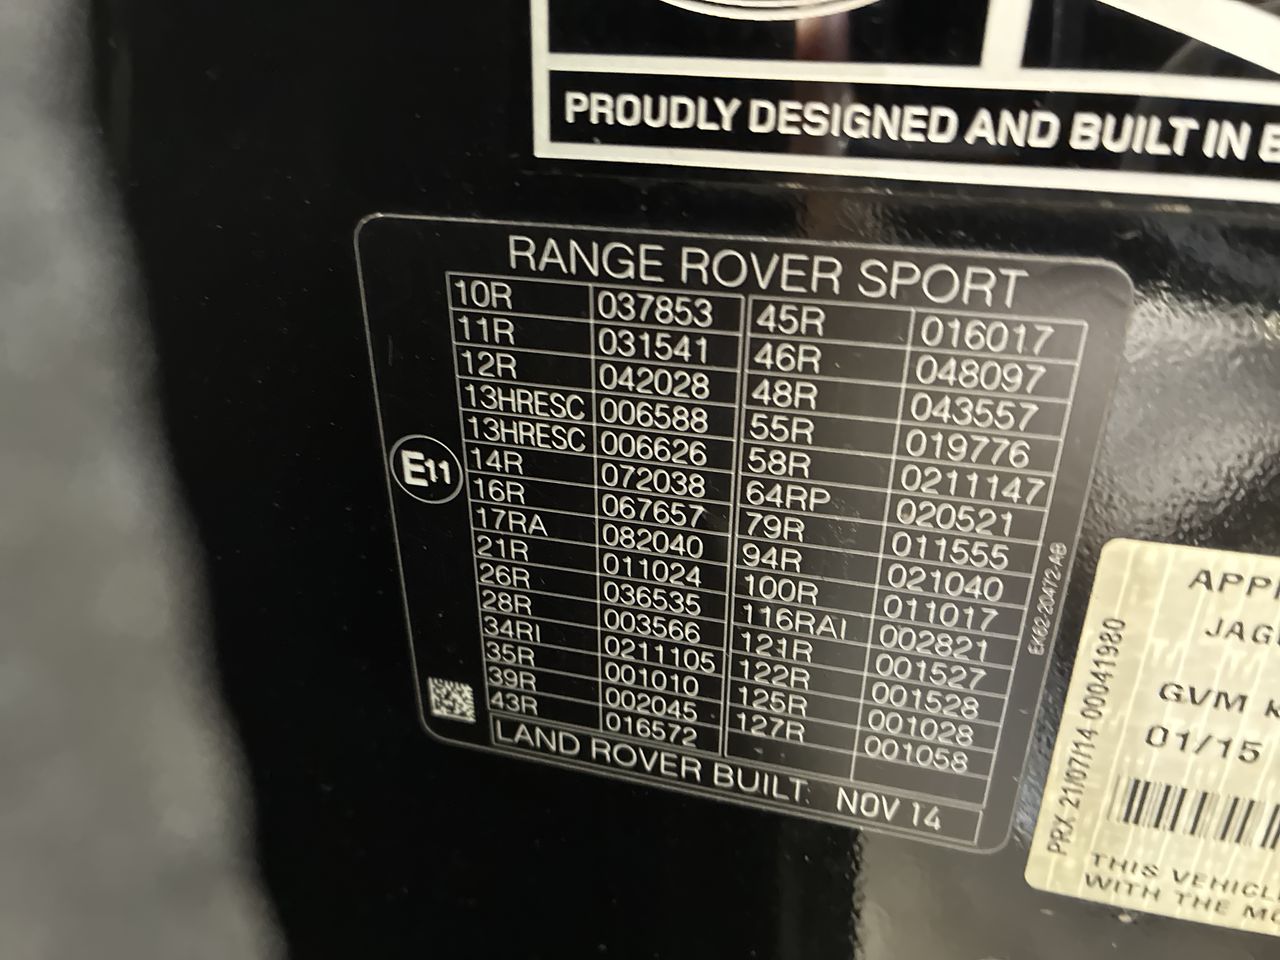 PROUDLY DESIGNED AND BUILT IN
RANGE ROVER SPORT
10R 037853 45R 016017
11R 031541 46R 048097
12R 042028 48R 043557
13HRESC 006588 55R 019776
13HRESC 006626 58R 0211147
14R 072038 64RP 020521
16R 067657 79R 011555
17RA 082040 94R 021040
21R 011024 100R 011017
26R 036535 116RAI 002821
28R 003566 121R 001527
34RI 0211105 122R 001528
35R 001010 125R 001028
39R 002045 127R 001058
43R 016572
LAND ROVER BUILT: NOV 14
E11
EK62-20472-AB
PRX 21/07/14 00041980
APP
JAG
GVM K
01/15
THIS VEHICL
WITH THE MO